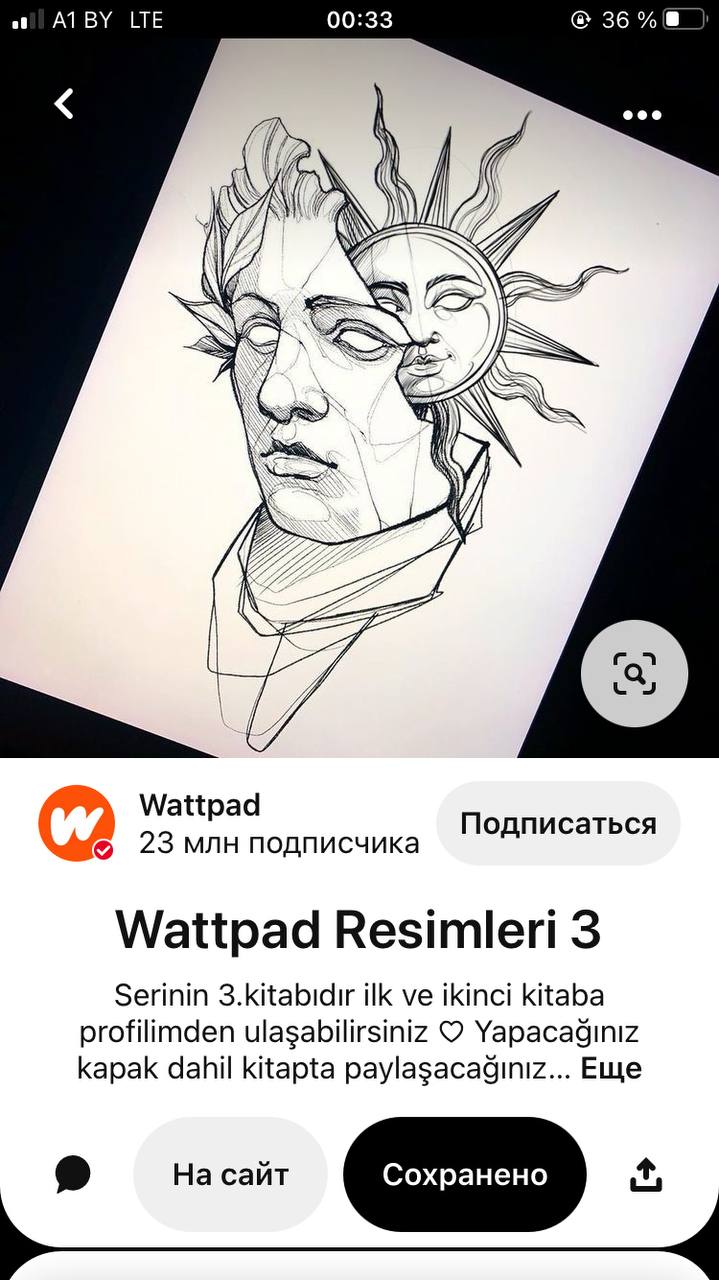 A1 BY LTE 00:33 36 %
Wattpad
23 млн подписчика
Подписаться
Wattpad Resimleri 3
Serinin 3.kitabıdır ilk ve ikinci kitaba
profilimden ulaşabilirsiniz ♡ Yapacağınız
kapak dahil kitapta paylaşacağınız... Еще
На сайт
Сохранено